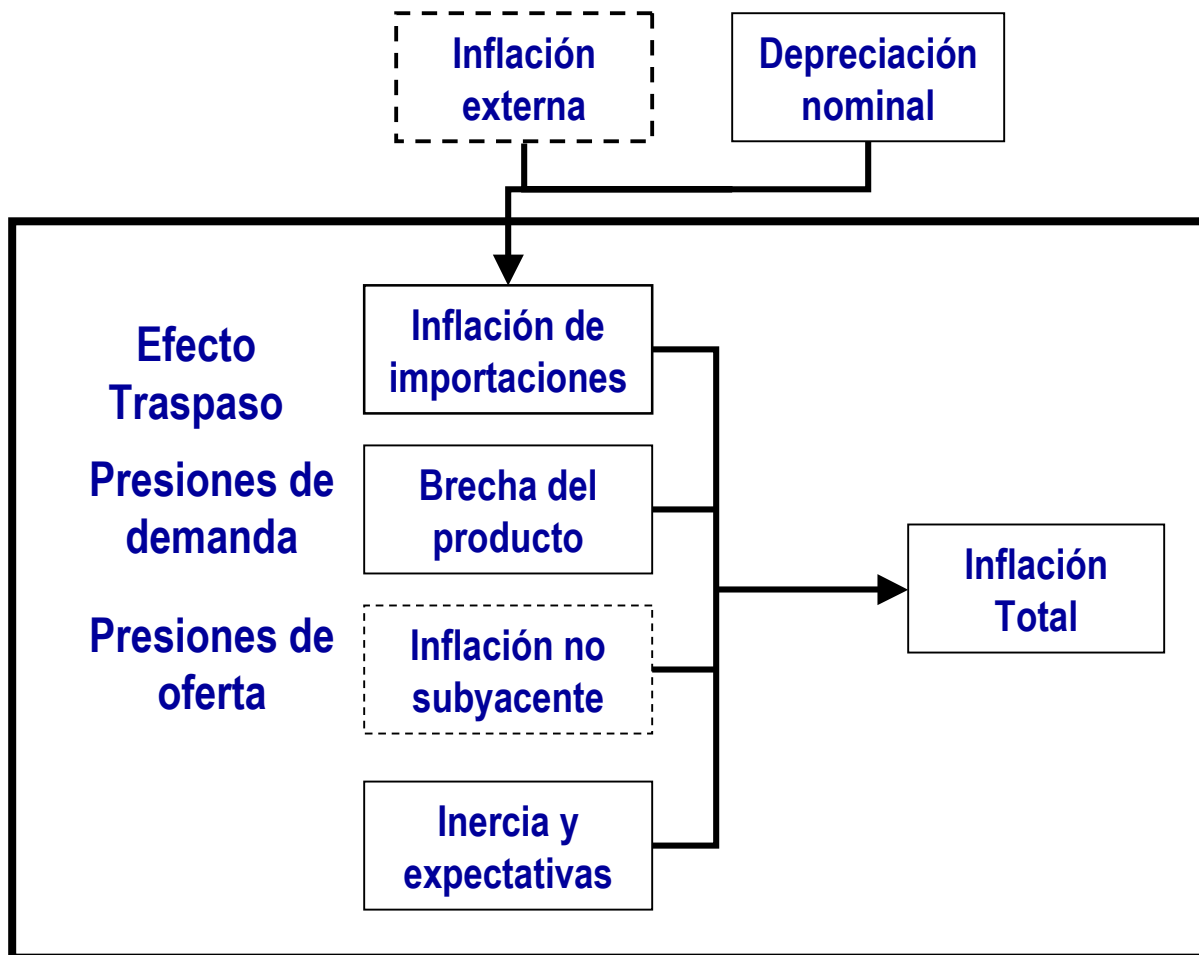 Inflación
externa
Depreciación
nominal
Efecto
Traspaso
Inflación de
importaciones
Presiones de
demanda
Brecha del
producto
Presiones de
oferta
Inflación no
subyacente
Inercia y
expectativas
Inflación
Total